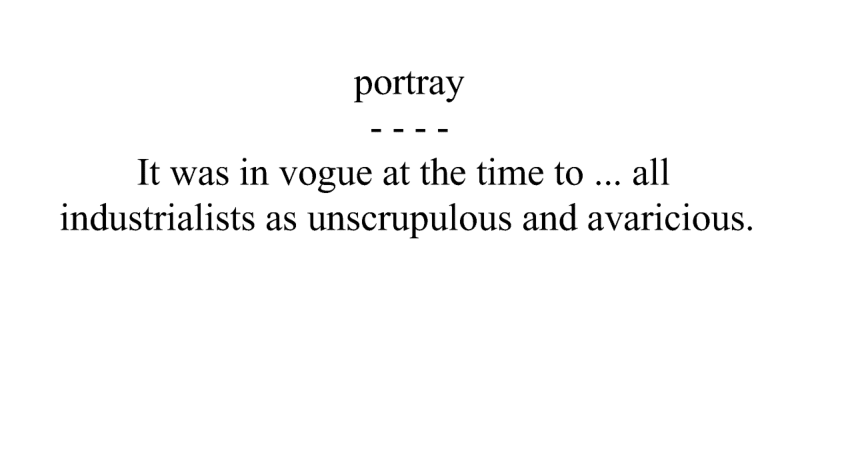 portray
- - - -
It was in vogue at the time to ... all
industrialists as unscrupulous and avaricious.